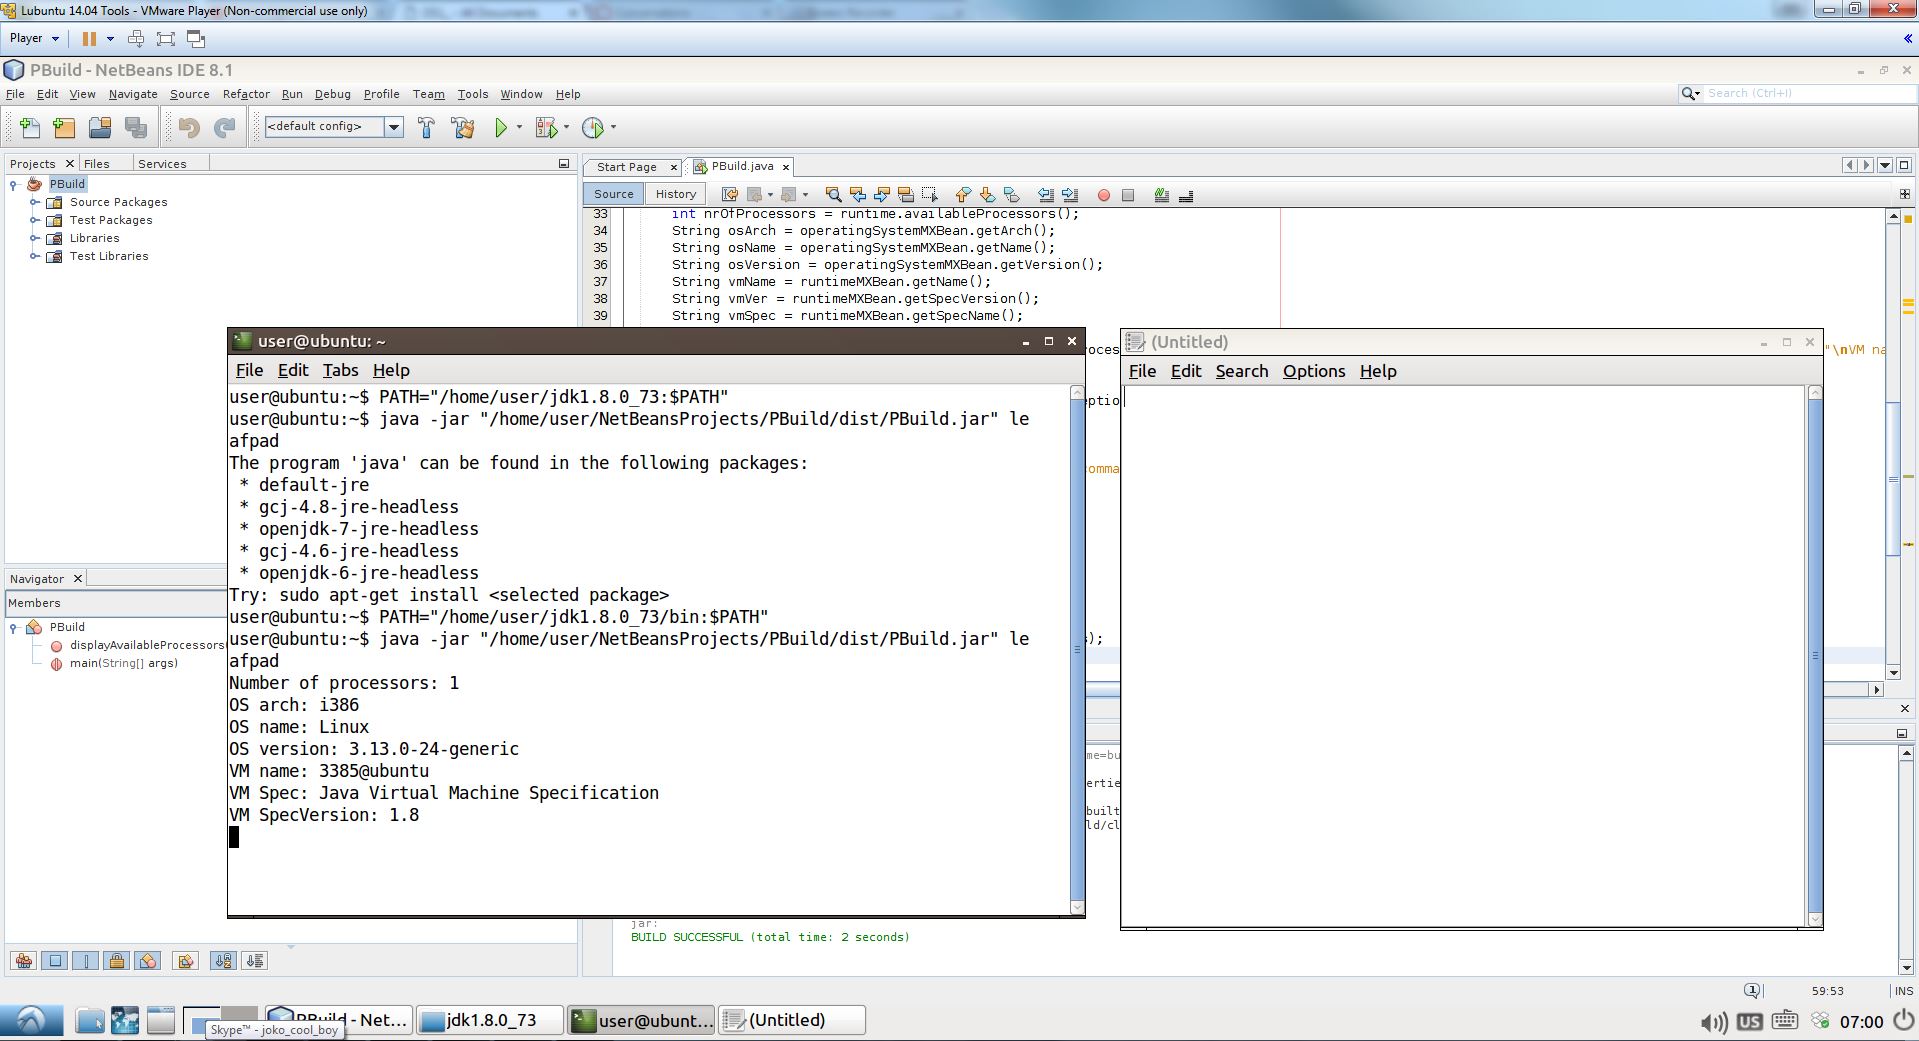 Lubuntu 14.04 Tools - VMware Player (Non-commercial use only)
Player
PBuild - NetBeans IDE 8.1
File Edit View Navigate Source Refactor Run Debug Profile Team Tools Window Help
Search (Ctrl+I)
<default config>
Projects Files Services
PBuild
Source Packages
Test Packages
Libraries
Test Libraries
Start Page PBuild.java
Source History
33 int nrOfProcessors = runtime.availableProcessors();
34 String osArch = operatingSystemMXBean.getArch();
35 String osName = operatingSystemMXBean.getName();
36 String osVersion = operatingSystemMXBean.getVersion();
37 String vmName = runtimeMXBean.getName();
38 String vmVer = runtimeMXBean.getSpecVersion();
39 String vmSpec = runtimeMXBean.getSpecName();
roces
"\nVM na
eptio
comma
);
user@ubuntu: ~
File Edit Tabs Help
user@ubuntu:~$ PATH="/home/user/jdk1.8.0_73:$PATH"
user@ubuntu:~$ java -jar "/home/user/NetBeansProjects/PBuild/dist/PBuild.jar" le
afpad
The program 'java' can be found in the following packages:
* default-jre
* gcj-4.8-jre-headless
* openjdk-7-jre-headless
* gcj-4.6-jre-headless
* openjdk-6-jre-headless
Try: sudo apt-get install <selected package>
user@ubuntu:~$ PATH="/home/user/jdk1.8.0_73/bin:$PATH"
user@ubuntu:~$ java -jar "/home/user/NetBeansProjects/PBuild/dist/PBuild.jar" le
afpad
Number of processors: 1
OS arch: i386
OS name: Linux
OS version: 3.13.0-24-generic
VM name: 3385@ubuntu
VM Spec: Java Virtual Machine Specification
VM SpecVersion: 1.8
(Untitled)
File Edit Search Options Help
Navigator
Members
PBuild
displayAvailableProcessors
main(String[] args)
me=bu
ertie
built
ld/cl
jar:
BUILD SUCCESSFUL (total time: 2 seconds)
1 59:53 INS
PBuild - Net... jdk1.8.0_73 user@ubunt... (Untitled)
Skype™ - joko_cool_boy
US 07:00